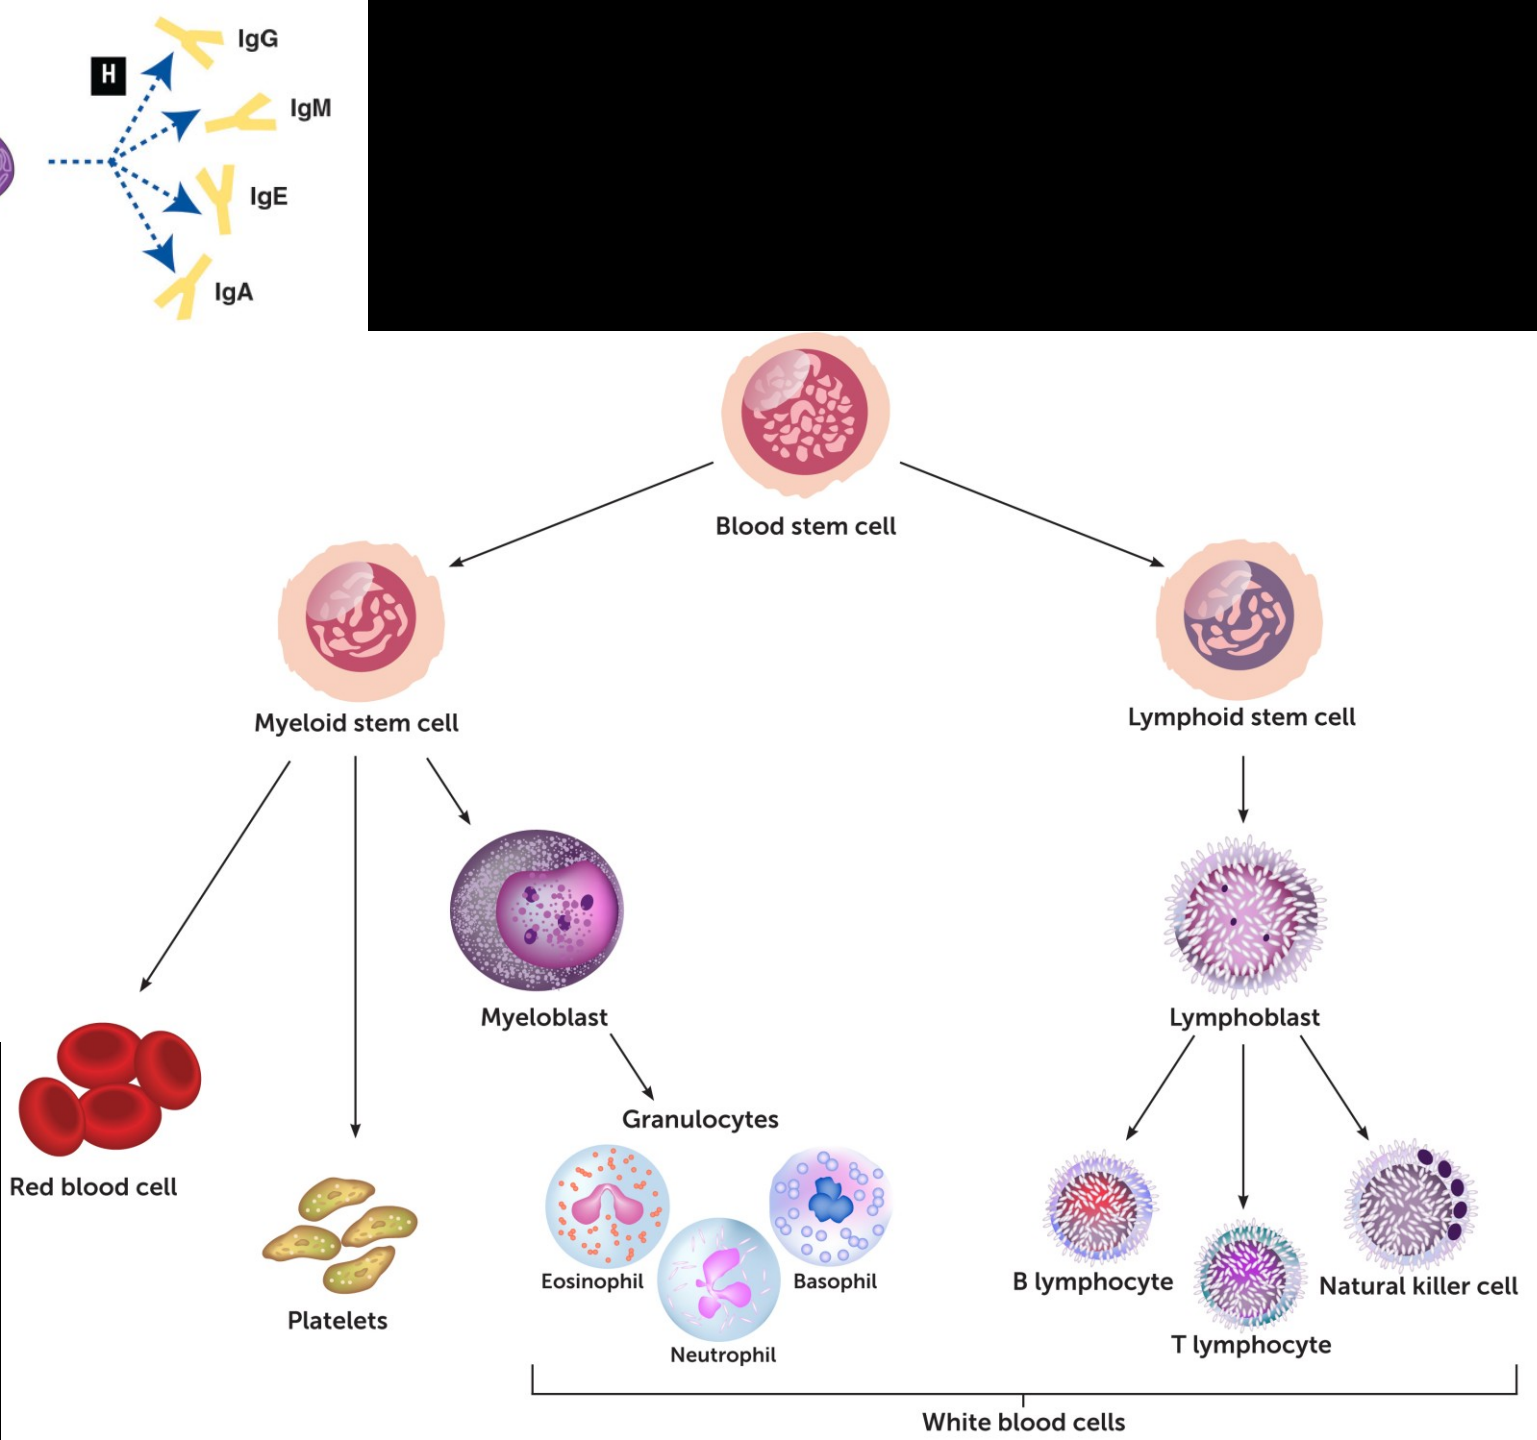 IgG
H
IgM
IgE
IgA
Blood stem cell
Myeloid stem cell
Lymphoid stem cell
Myeloblast
Lymphoblast
Granulocytes
Red blood cell
Eosinophil
Basophil
B lymphocyte
Natural killer cell
Platelets
Neutrophil
T lymphocyte
White blood cells